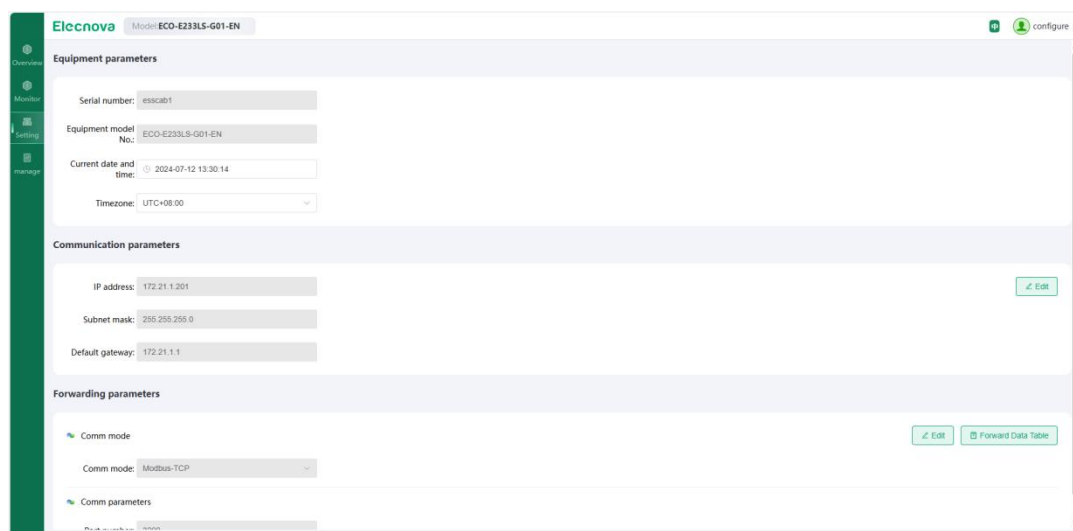 Elecnova Model:ECO-E233LS-G01-EN configure
Overview
Monitor
Setting
manage
Equipment parameters
Serial number: esscab1
Equipment model
No.: ECO-E233LS-G01-EN
Current date and
time: 2024-07-12 13:30:14
Timezone: UTC+08:00
Communication parameters
IP address: 172.21.1.201 Edit
Subnet mask: 255.255.255.0
Default gateway: 172.21.1.1
Forwarding parameters
Comm mode Edit Forward Data Table
Comm mode: Modbus-TCP
Comm parameters
Port number: